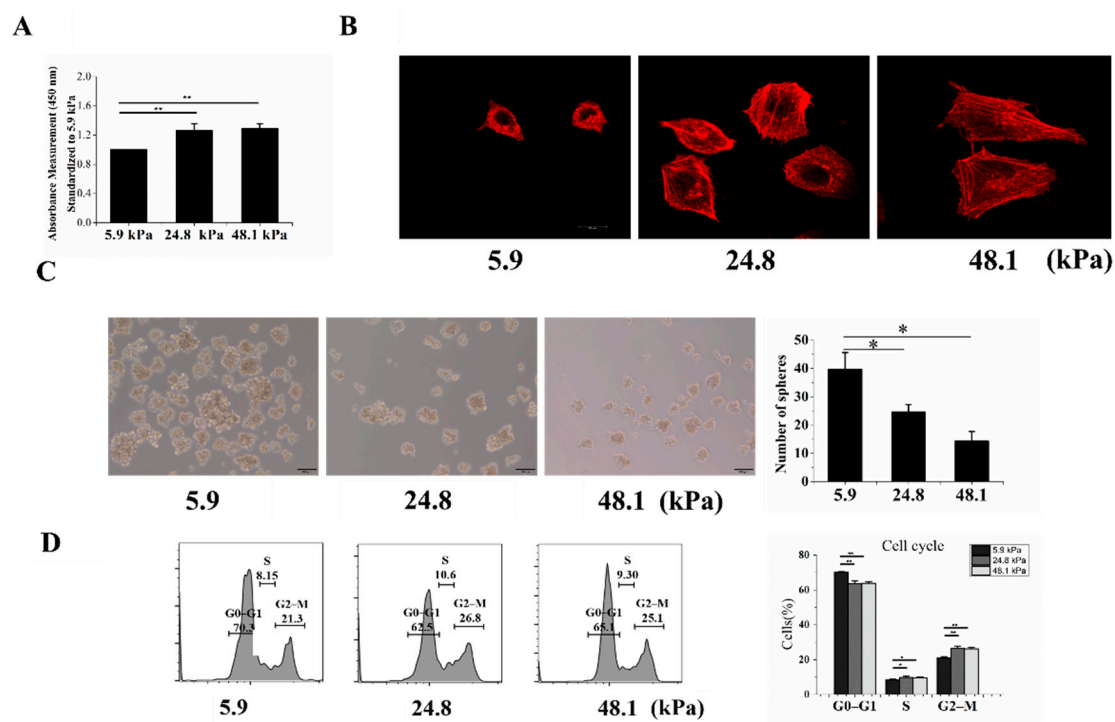 A
B
Absorbance Measurement (450 nm)
Standardized to 5.9 kPa
2.0
1.6
1.2
0.8
0.4
0.0
**
**
5.9 kPa 24.8 kPa 48.1 kPa
5.9 24.8 48.1 (kPa)
C
5.9 24.8 48.1 (kPa)
Number of spheres
50
40
30
20
10
0
*
*
5.9 24.8 48.1
D
S
8.15
G0–G1
70.3
G2–M
21.3
S
10.6
G0–G1
62.5
G2–M
26.8
S
9.30
G0–G1
65.1
G2–M
25.1
5.9 24.8 48.1 (kPa)
Cell cycle
5.9 kPa
24.8 kPa
48.1 kPa
Cells(%)
80
60
40
20
0
**
**
*
*
**
**
G0–G1 S G2–M